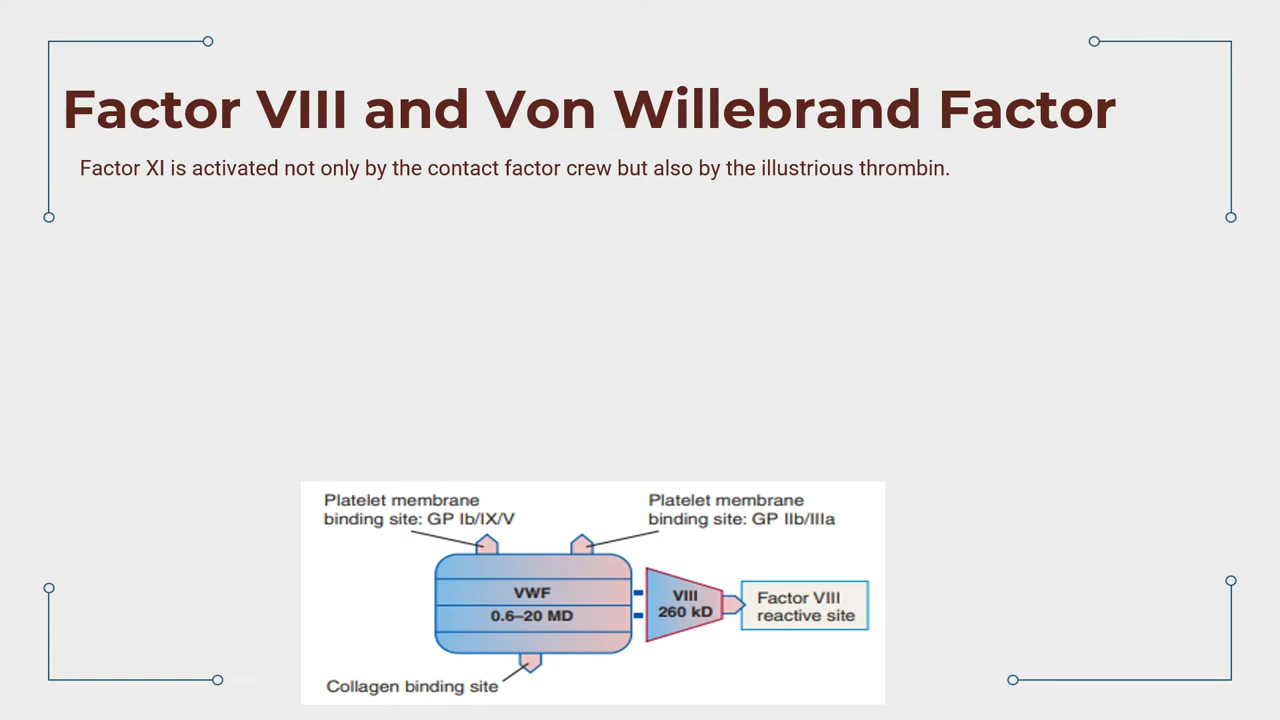 Factor VIII and Von Willebrand Factor
Factor XI is activated not only by the contact factor crew but also by the illustrious thrombin.
Platelet membrane
binding site: GP Ib/IX/V
Platelet membrane
binding site: GP IIb/IIIa
VWF
0.6–20 MD
VIII
260 kD
Factor VIII
reactive site
Collagen binding site